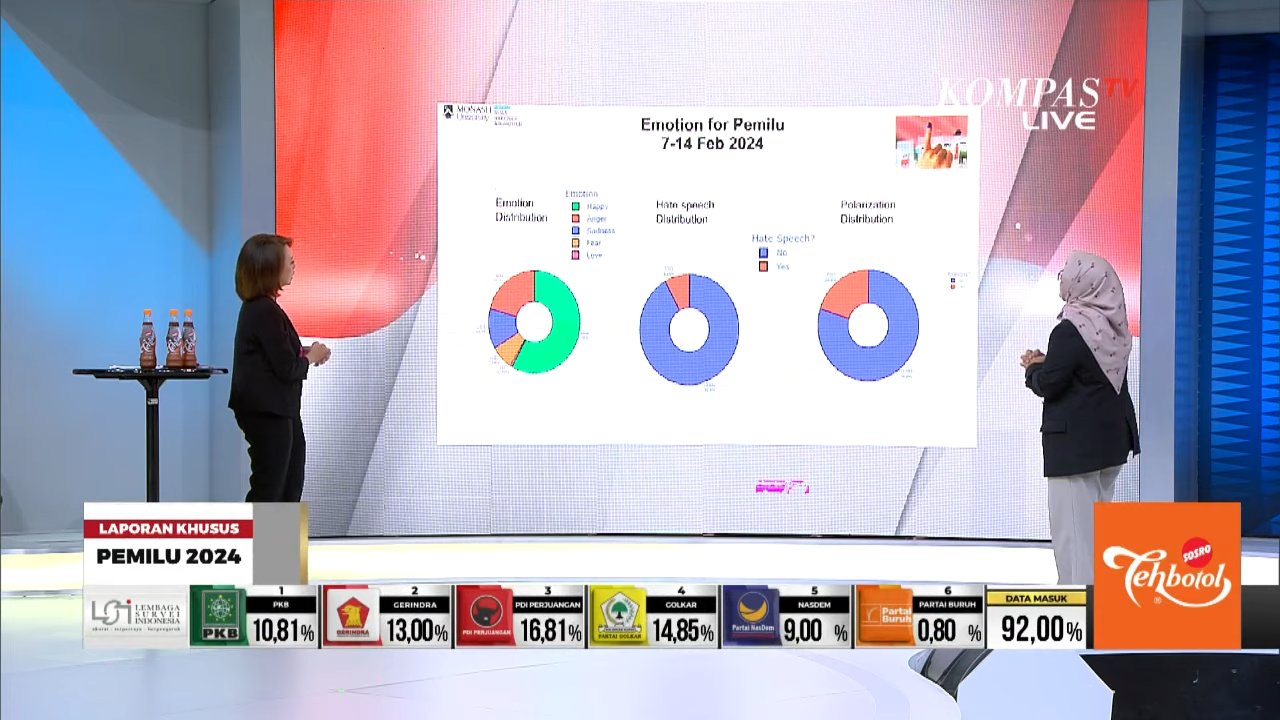 KOMPAS TV
LIVE
MONASH
University
Emotion for Pemilu
7-14 Feb 2024
Emotion
Distribution
Emotion
Happy
Anger
Sadness
Fear
Love
Hate speech
Distribution
Hate Speech?
No
Yes
Polarization
Distribution
LAPORAN KHUSUS
PEMILU 2024
LSI LEMBAGA
SURVEI
INDONESIA
PKB
1
PKB
10,81%
GERINDRA
2
GERINDRA
13,00%
PDI PERJUANGAN
3
PDI PERJUANGAN
16,81%
PARTAI GOLKAR
4
GOLKAR
14,85%
Partai NasDem
5
NASDEM
9,00 %
Partai
Buruh
6
PARTAI BURUH
0,80 %
DATA MASUK
92,00%
SOSRO
Tehbotol
®